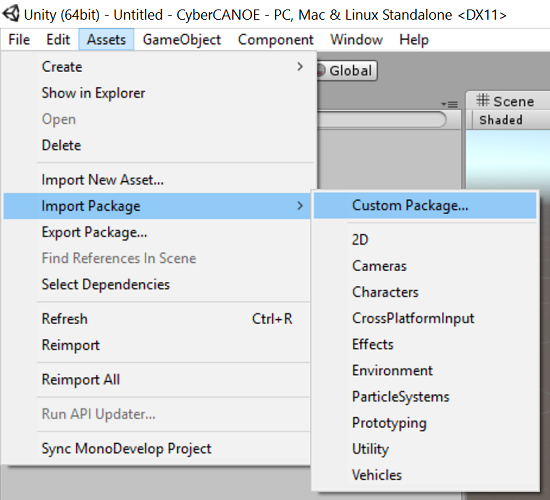 Unity (64bit) - Untitled - CyberCANOE - PC, Mac & Linux Standalone <DX11>
File Edit Assets GameObject Component Window Help
Create
Show in Explorer
Open
Delete
Import New Asset...
Import Package
Export Package...
Find References In Scene
Select Dependencies
Refresh Ctrl+R
Reimport
Reimport All
Run API Updater...
Sync MonoDevelop Project
Global
Scene
Shaded
Custom Package...
2D
Cameras
Characters
CrossPlatformInput
Effects
Environment
ParticleSystems
Prototyping
Utility
Vehicles